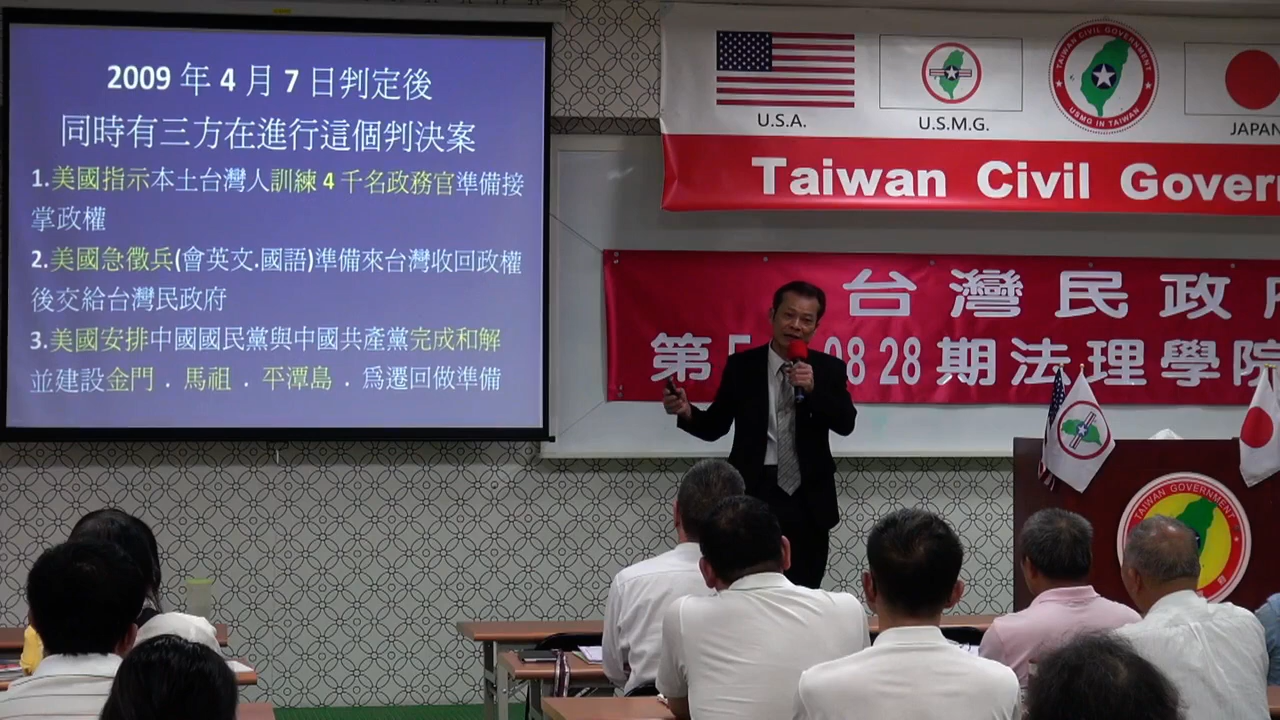 2009 年 4 月 7 日判定後
同時有三方在進行這個判決案
1.美國指示本土台灣人訓練 4 千名政務官準備接
掌政權
2.美國急徵兵(會英文.國語)準備來台灣收回政權
後交給台灣民政府
3.美國安排中國國民黨與中國共產黨完成和解
並建設金門．馬祖．平潭島．為遷回做準備
U.S.A.
U.S.M.G.
TAIWAN CIVIL GOVERNMENT
USMG IN TAIWAN
JAPAN
Taiwan Civil Govern
台灣民政府
第 08 28 期法理學院
TAIWAN GOVERNMENT